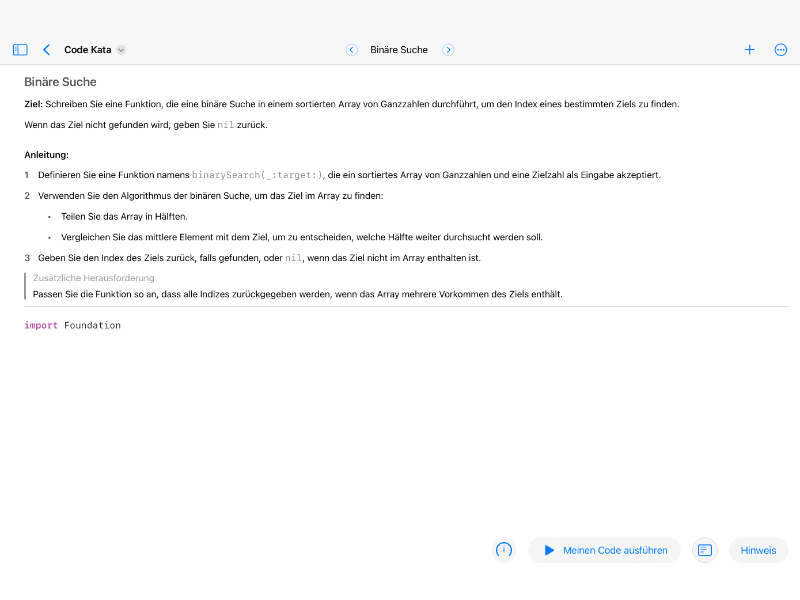 Code Kata
Binäre Suche
Binäre Suche
Ziel: Schreiben Sie eine Funktion, die eine binäre Suche in einem sortierten Array von Ganzzahlen durchführt, um den Index eines bestimmten Ziels zu finden.
Wenn das Ziel nicht gefunden wird, geben Sie nil zurück.
Anleitung:
1 Definieren Sie eine Funktion namens binarySearch(_:target:), die ein sortiertes Array von Ganzzahlen und eine Zielzahl als Eingabe akzeptiert.
2 Verwenden Sie den Algorithmus der binären Suche, um das Ziel im Array zu finden:
• Teilen Sie das Array in Hälften.
• Vergleichen Sie das mittlere Element mit dem Ziel, um zu entscheiden, welche Hälfte weiter durchsucht werden soll.
3 Geben Sie den Index des Ziels zurück, falls gefunden, oder nil, wenn das Ziel nicht im Array enthalten ist.
Zusätzliche Herausforderung
Passen Sie die Funktion so an, dass alle Indizes zurückgegeben werden, wenn das Array mehrere Vorkommen des Ziels enthält.
import Foundation
Meinen Code ausführen
Hinweis